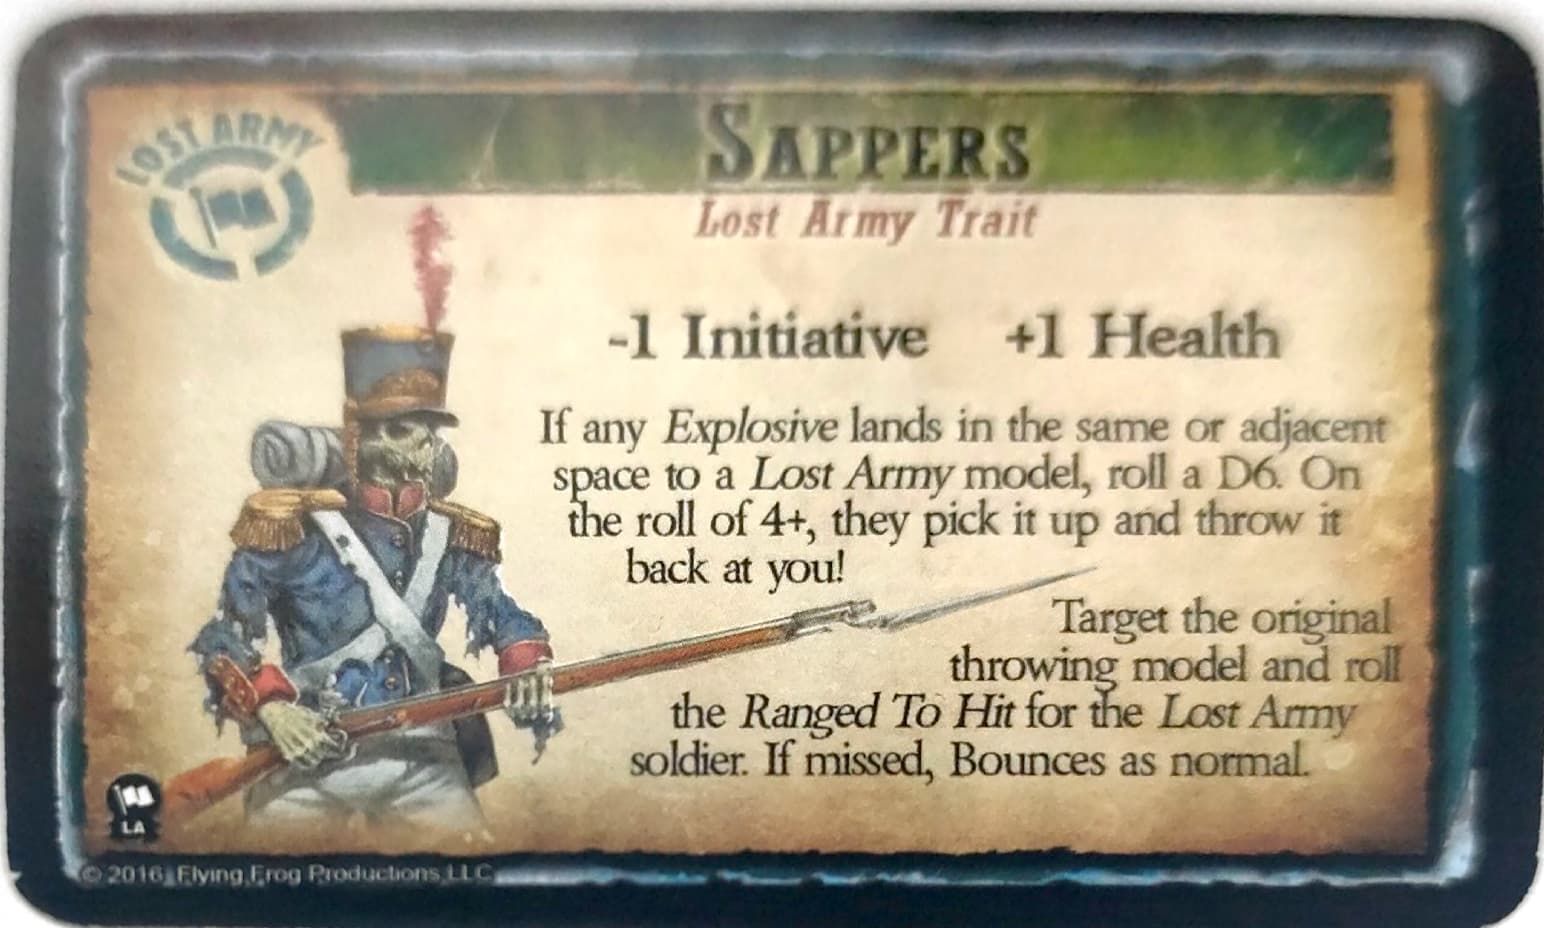 LOST ARMY
SAPPERS
Lost Army Trait
-1 Initiative +1 Health
If any Explosive lands in the same or adjacent
space to a Lost Army model, roll a D6. On
the roll of 4+, they pick it up and throw it
back at you!
Target the original
throwing model and roll
the Ranged To Hit for the Lost Army
soldier. If missed, Bounces as normal.
LA
© 2016 Flying Frog Productions, LLC